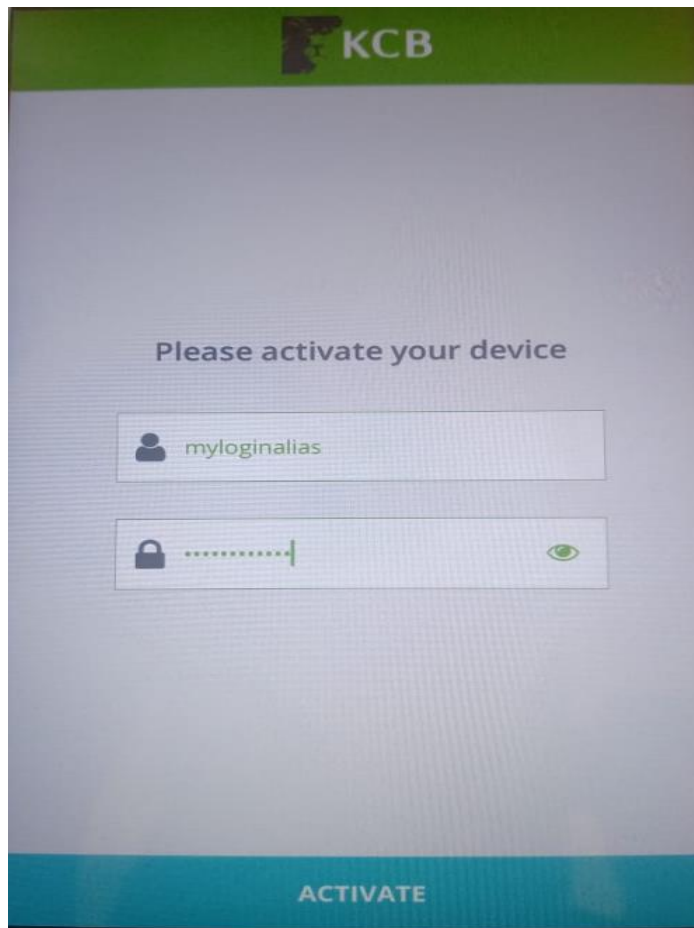 KCB
Please activate your device
myloginalias
••••••••••••
ACTIVATE